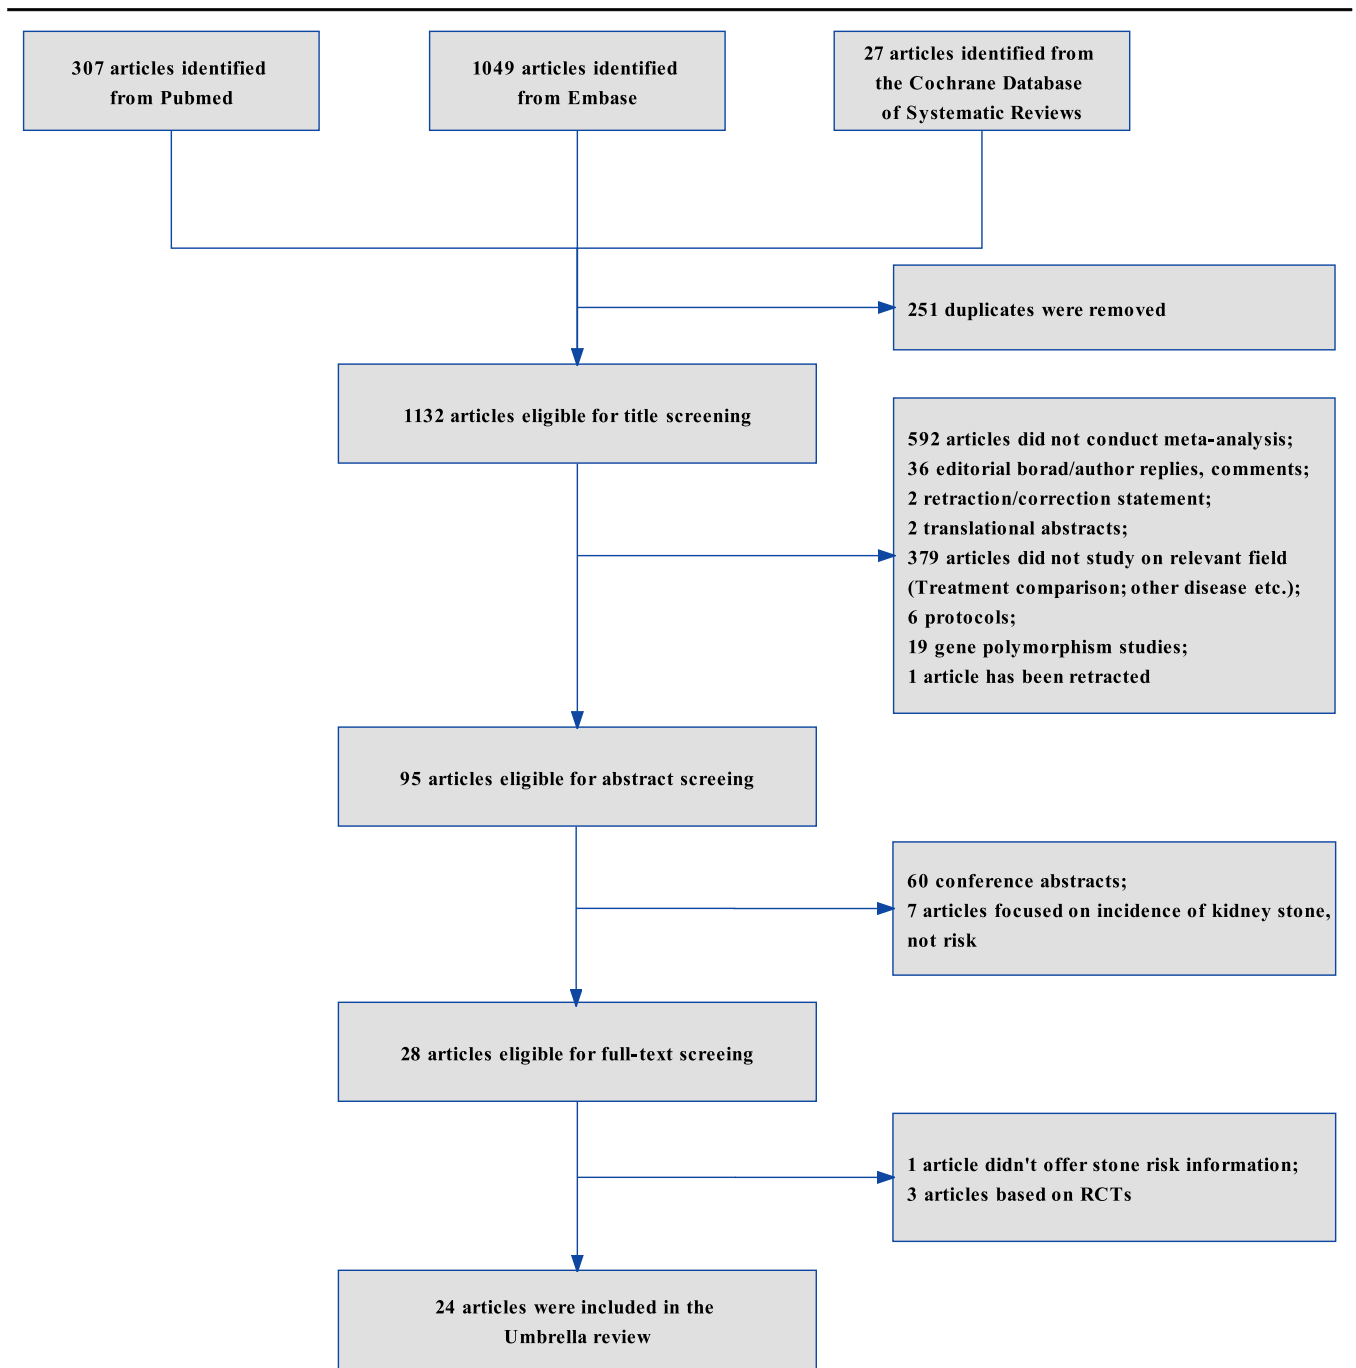 307 articles identified
from Pubmed
1049 articles identified
from Embase
27 articles identified from
the Cochrane Database
of Systematic Reviews
251 duplicates were removed
1132 articles eligible for title screening
592 articles did not conduct meta-analysis;
36 editorial borad/author replies, comments;
2 retraction/correction statement;
2 translational abstracts;
379 articles did not study on relevant field
(Treatment comparison; other disease etc.);
6 protocols;
19 gene polymorphism studies;
1 article has been retracted
95 articles eligible for abstract screeing
60 conference abstracts;
7 articles focused on incidence of kidney stone,
not risk
28 articles eligible for full-text screeing
1 article didn't offer stone risk information;
3 articles based on RCTs
24 articles were included in the
Umbrella review